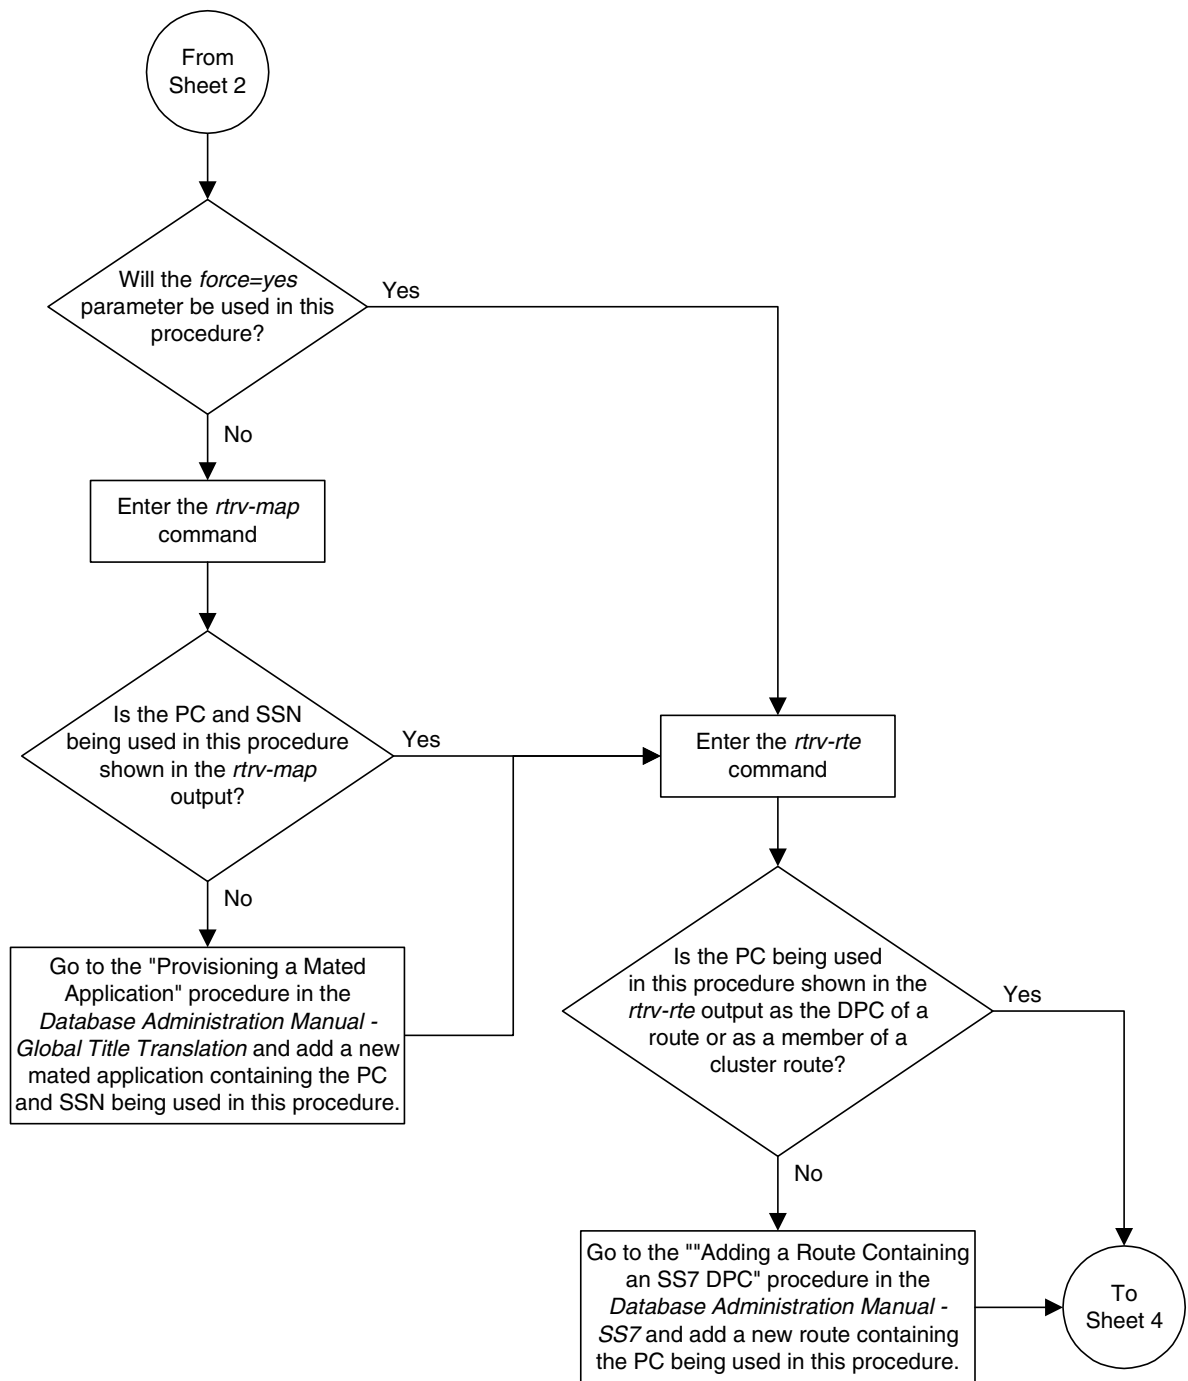 From
Sheet 2
Will the force=yes
parameter be used in this
procedure?
Yes
No
Enter the rtrv-map
command
Is the PC and SSN
being used in this procedure
shown in the rtrv-map
output?
Yes
No
Go to the "Provisioning a Mated
Application" procedure in the
Database Administration Manual -
Global Title Translation and add a new
mated application containing the PC
and SSN being used in this procedure.
Enter the rtrv-rte
command
Is the PC being used
in this procedure shown in the
rtrv-rte output as the DPC of a
route or as a member of a
cluster route?
Yes
No
Go to the ""Adding a Route Containing
an SS7 DPC" procedure in the
Database Administration Manual -
SS7 and add a new route containing
the PC being used in this procedure.
To
Sheet 4